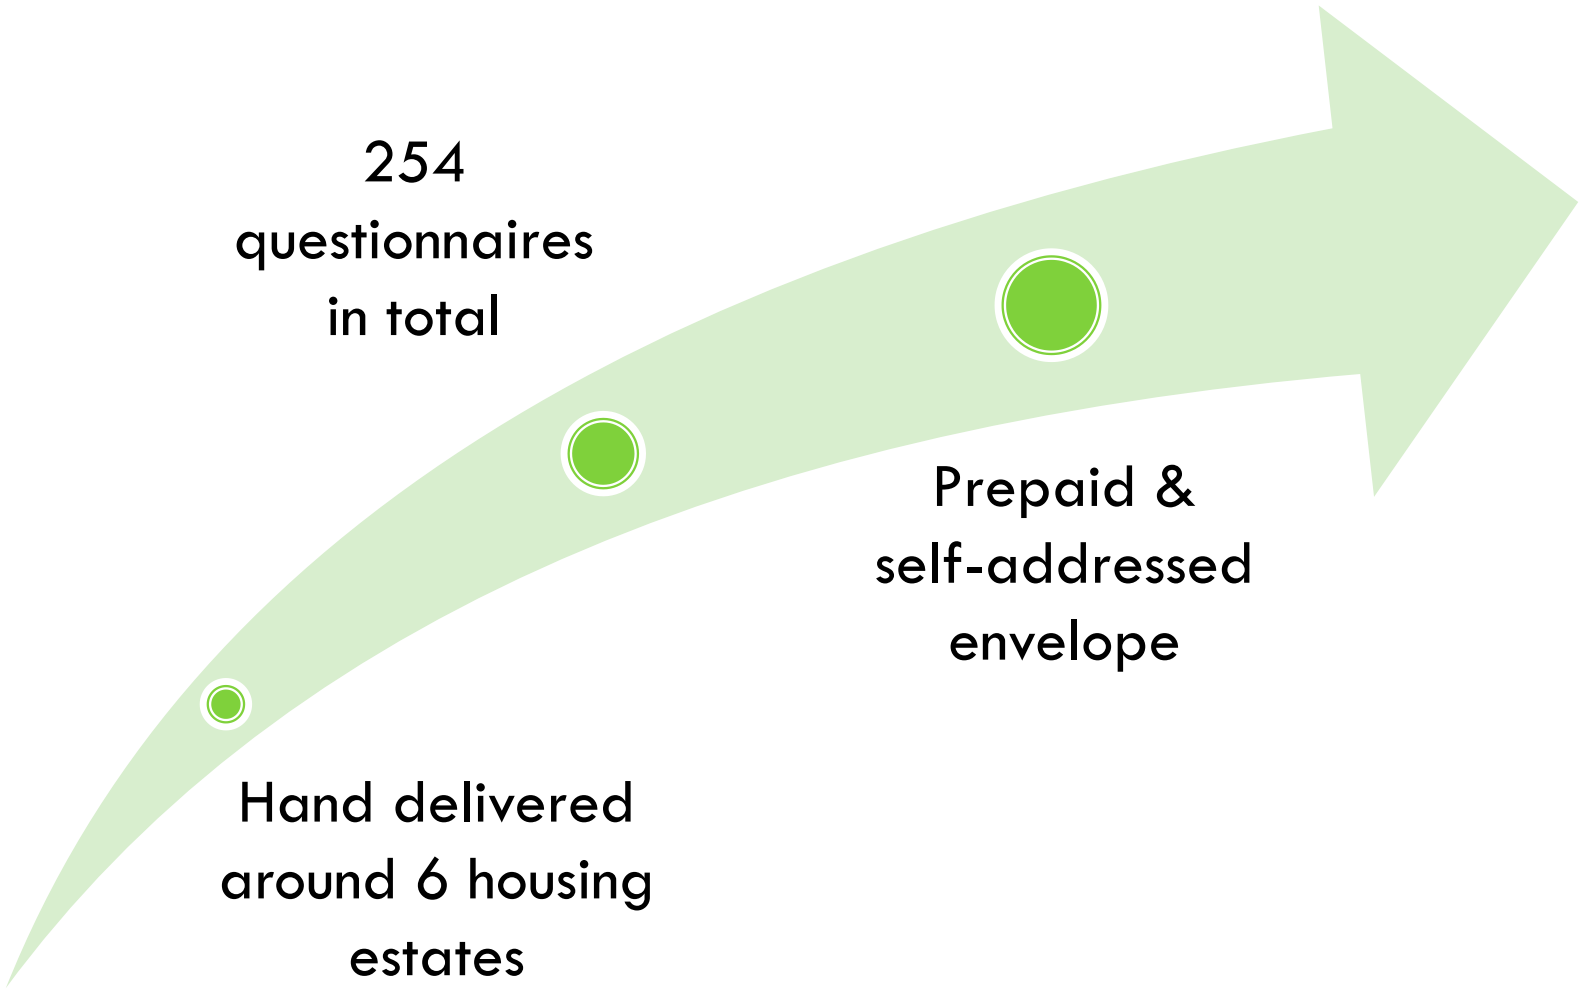 254
questionnaires
in total
Prepaid &
self-addressed
envelope
Hand delivered
around 6 housing
estates